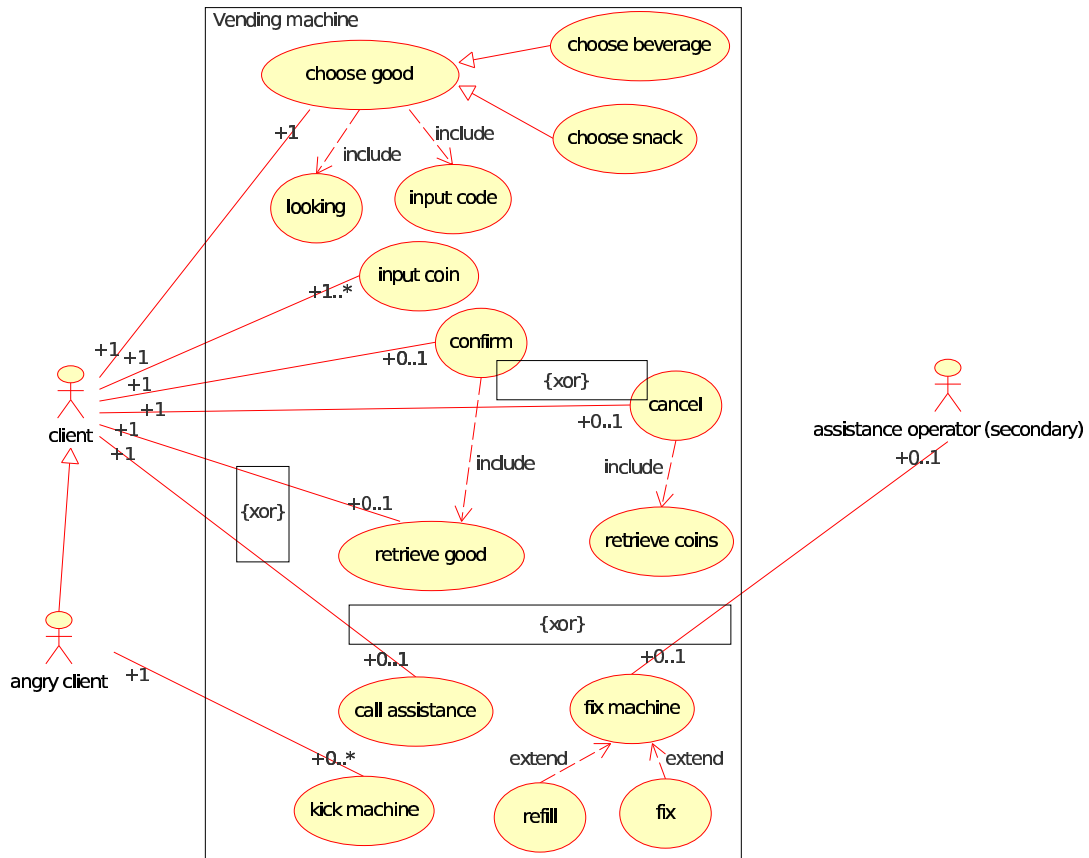 Vending machine
choose beverage
choose good
choose snack
+1
include
include
looking
input code
input coin
+1..*
confirm
+0..1
+1
+1
+1
{xor}
cancel
+1
+0..1
client
+1
+1
assistance operator (secondary)
+0..1
include
include
{xor}
+0..1
retrieve good
retrieve coins
{xor}
+0..1
+0..1
angry client
+1
call assistance
fix machine
+0..*
extend
extend
kick machine
refill
fix